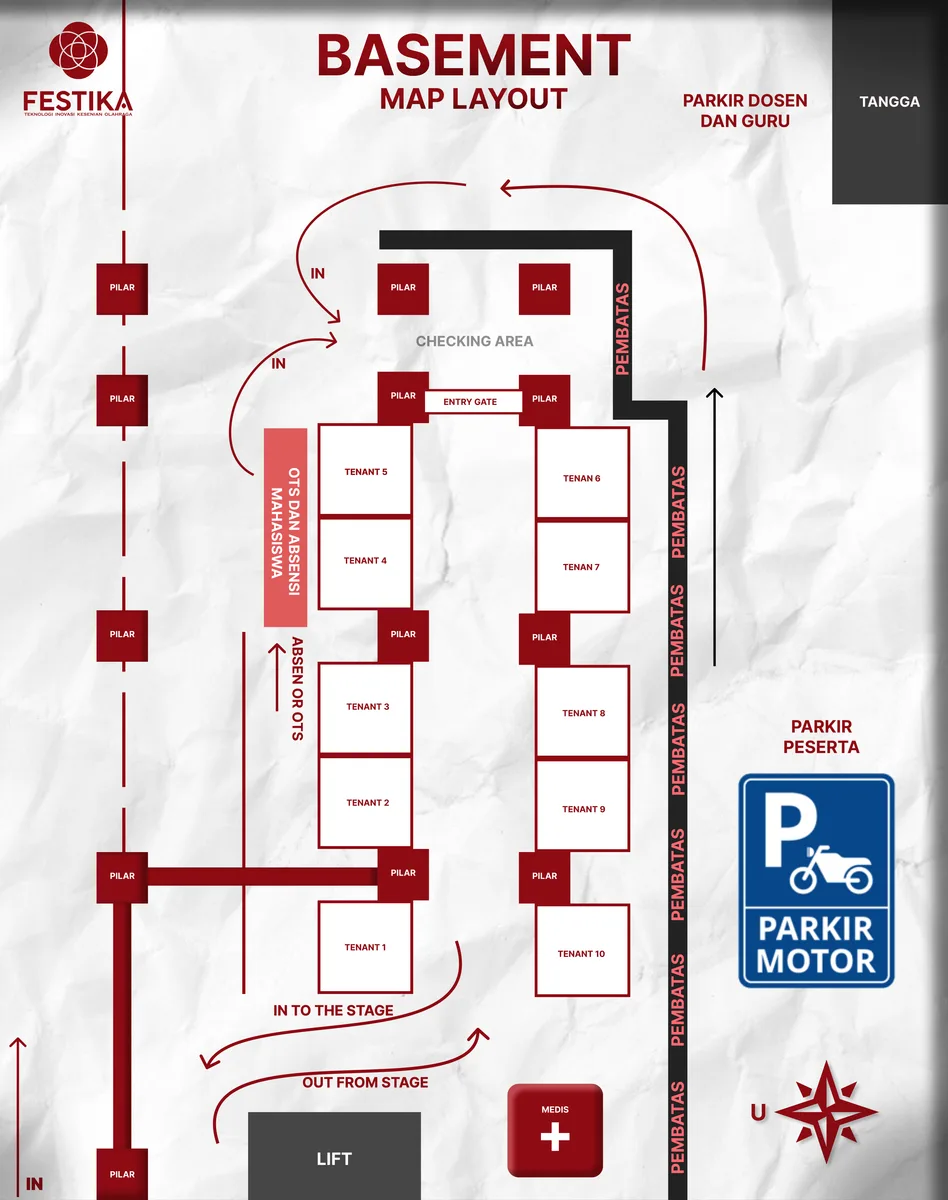 BASEMENT
MAP LAYOUT
FESTIKA
TEKNOLOGI INOVASI KESENIAN OLAHRAGA
PARKIR DOSEN
DAN GURU
TANGGA
IN
PILAR
PILAR
PILAR
PEMBATAS
CHECKING AREA
IN
PILAR
PILAR
ENTRY GATE
PILAR
OTS DAN ABSENSI
MAHASISWA
TENANT 5
TENAN 6
PEMBATAS
TENANT 4
TENAN 7
PILAR
PILAR
PILAR
PEMBATAS
ABSEN OR OTS
TENANT 3
TENANT 8
PEMBATAS
PARKIR
PESERTA
TENANT 2
TENANT 9
P
PILAR
PILAR
PILAR
PEMBATAS
PARKIR
MOTOR
TENANT 1
TENANT 10
PEMBATAS
IN TO THE STAGE
OUT FROM STAGE
MEDIS
U
PEMBATAS
LIFT
PILAR
IN